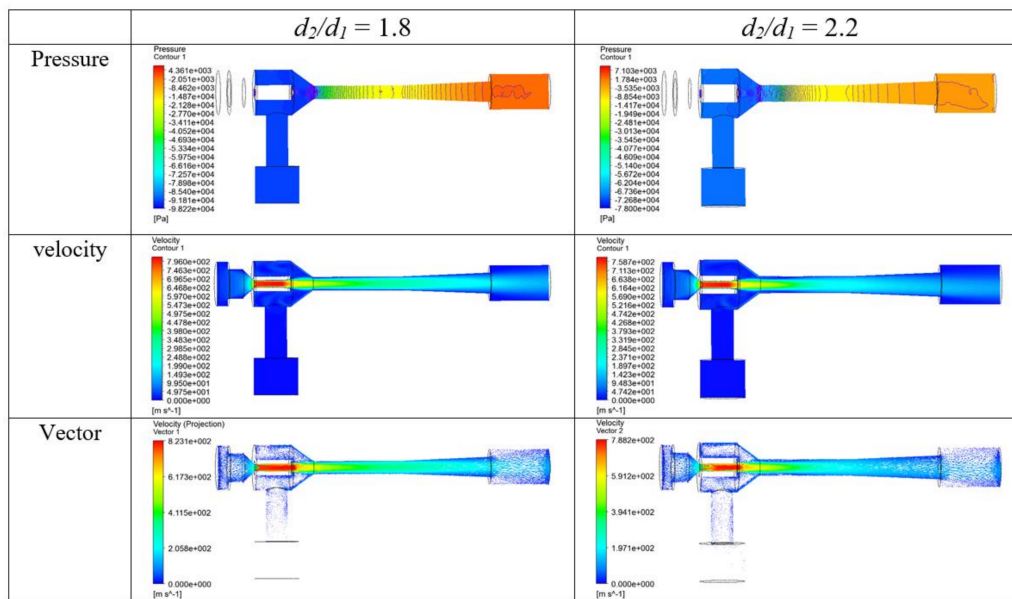 d₂/d₁ = 1.8
d₂/d₁ = 2.2
Pressure
Pressure
Contour 1
4.361e+003
-2.051e+003
-8.462e+003
-1.487e+004
-2.128e+004
-2.770e+004
-3.411e+004
-4.052e+004
-4.693e+004
-5.334e+004
-5.975e+004
-6.616e+004
-7.257e+004
-7.898e+004
-8.540e+004
-9.181e+004
-9.822e+004
[Pa]
Pressure
Contour 1
7.103e+003
1.784e+003
-3.535e+003
-8.854e+003
-1.417e+004
-1.949e+004
-2.481e+004
-3.013e+004
-3.545e+004
-4.077e+004
-4.609e+004
-5.140e+004
-5.672e+004
-6.204e+004
-6.736e+004
-7.268e+004
-7.800e+004
[Pa]
velocity
Velocity
Contour 1
7.960e+002
7.463e+002
6.965e+002
6.468e+002
5.970e+002
5.473e+002
4.975e+002
4.478e+002
3.980e+002
3.483e+002
2.985e+002
2.488e+002
1.990e+002
1.493e+002
9.950e+001
4.975e+001
0.000e+000
[m s^-1]
Velocity
Contour 1
7.587e+002
7.113e+002
6.638e+002
6.164e+002
5.690e+002
5.216e+002
4.742e+002
4.268e+002
3.793e+002
3.319e+002
2.845e+002
2.371e+002
1.897e+002
1.423e+002
9.483e+001
4.742e+001
0.000e+000
[m s^-1]
Vector
Velocity (Projection)
Vector 1
8.231e+002
6.173e+002
4.115e+002
2.058e+002
0.000e+000
[m s^-1]
Velocity
Vector 2
7.882e+002
5.912e+002
3.941e+002
1.971e+002
0.000e+000
[m s^-1]